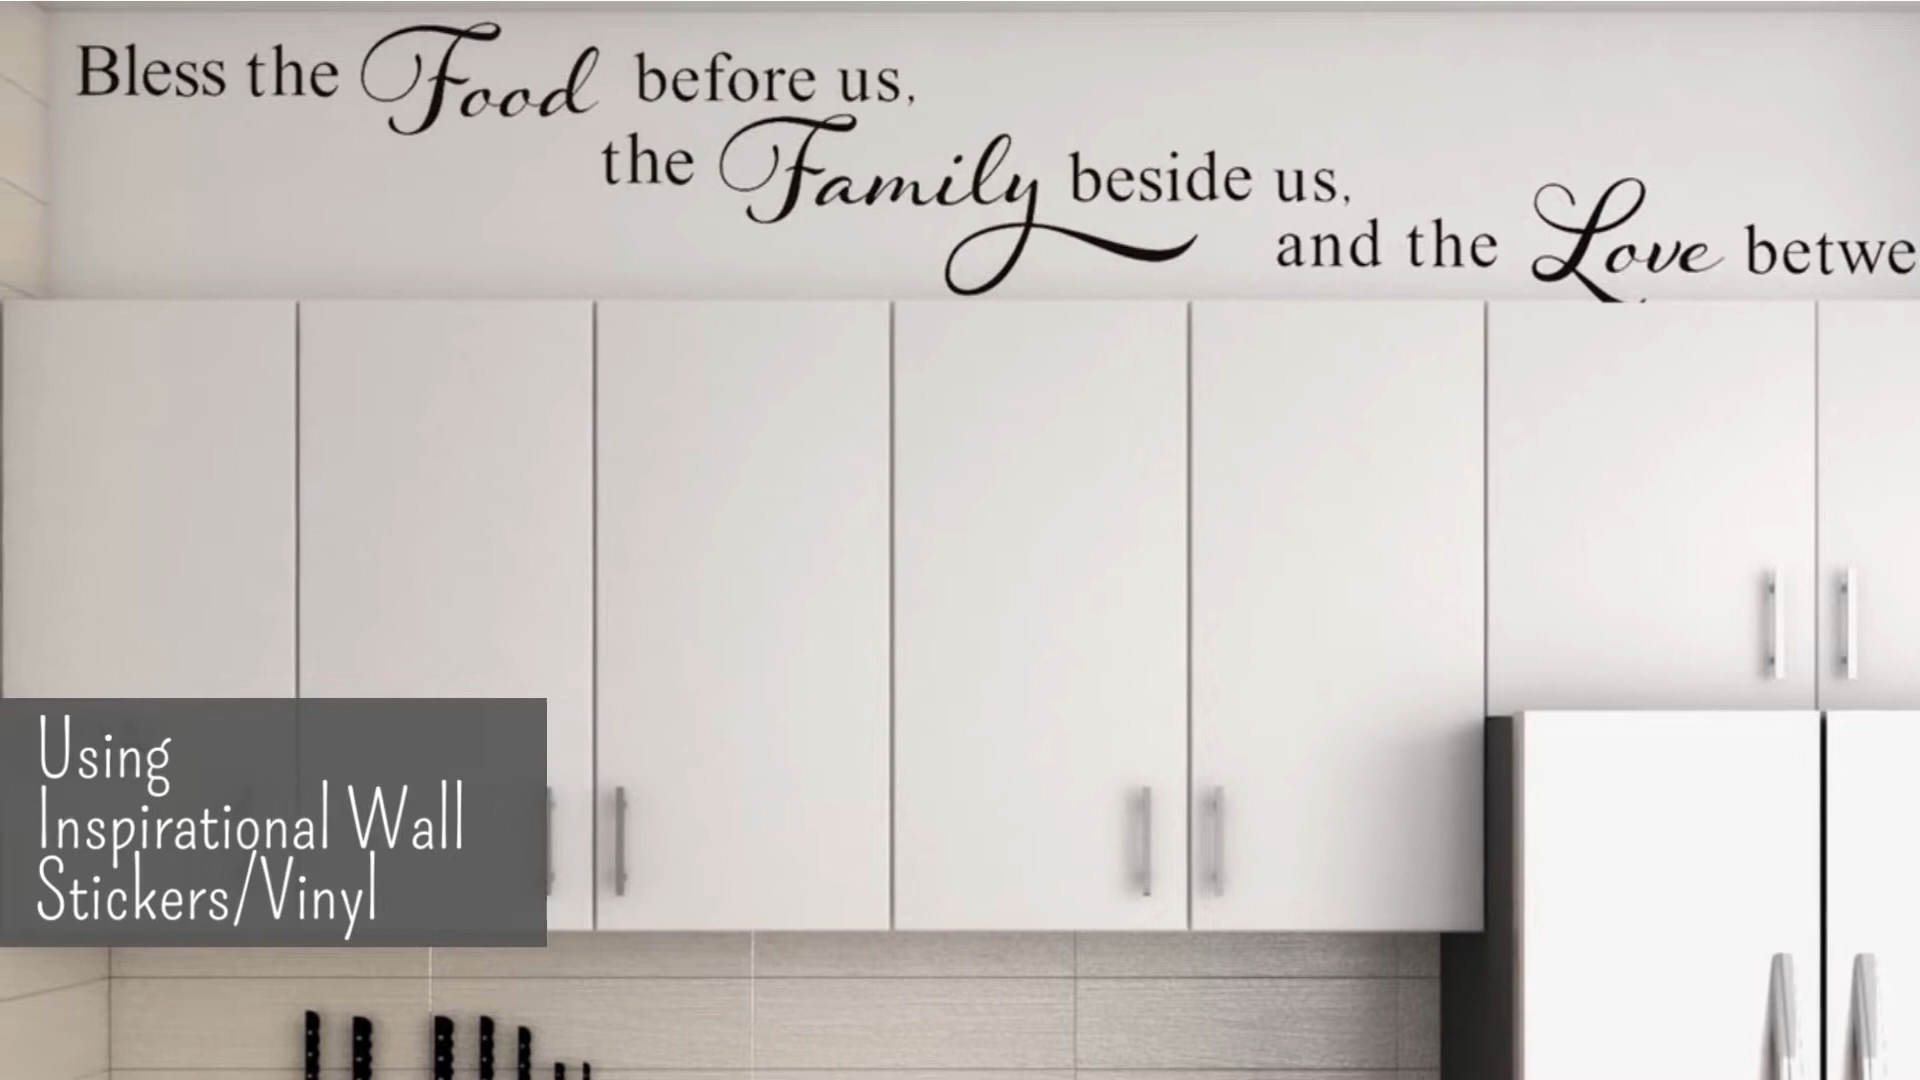 Bless the Food before us,
the Family beside us,
and the Love betwe
Using
Inspirational Wall
Stickers/Vinyl